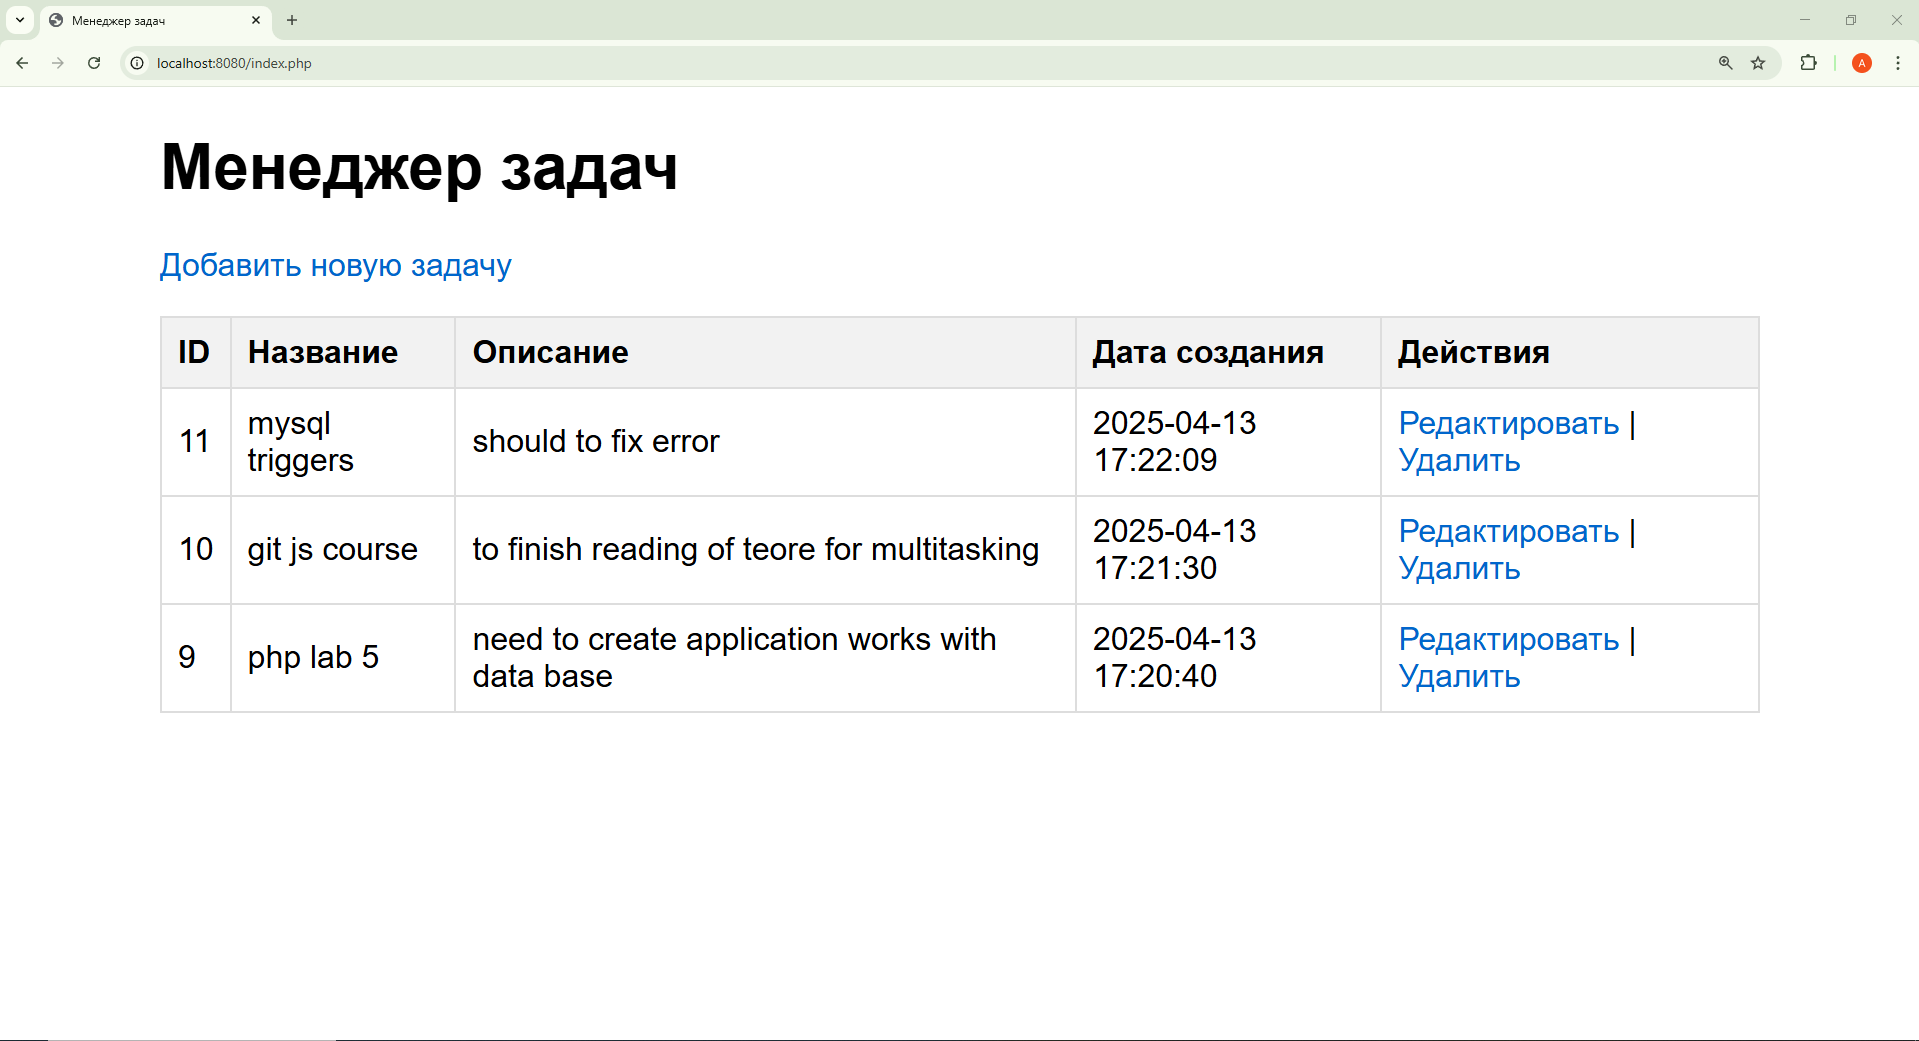 Менеджер задач
localhost:8080/index.php
A
Менеджер задач
Добавить новую задачу
ID Название Описание Дата создания Действия
11 mysql triggers should to fix error 2025-04-13 17:22:09 Редактировать | Удалить
10 git js course to finish reading of teore for multitasking 2025-04-13 17:21:30 Редактировать | Удалить
9 php lab 5 need to create application works with data base 2025-04-13 17:20:40 Редактировать | Удалить